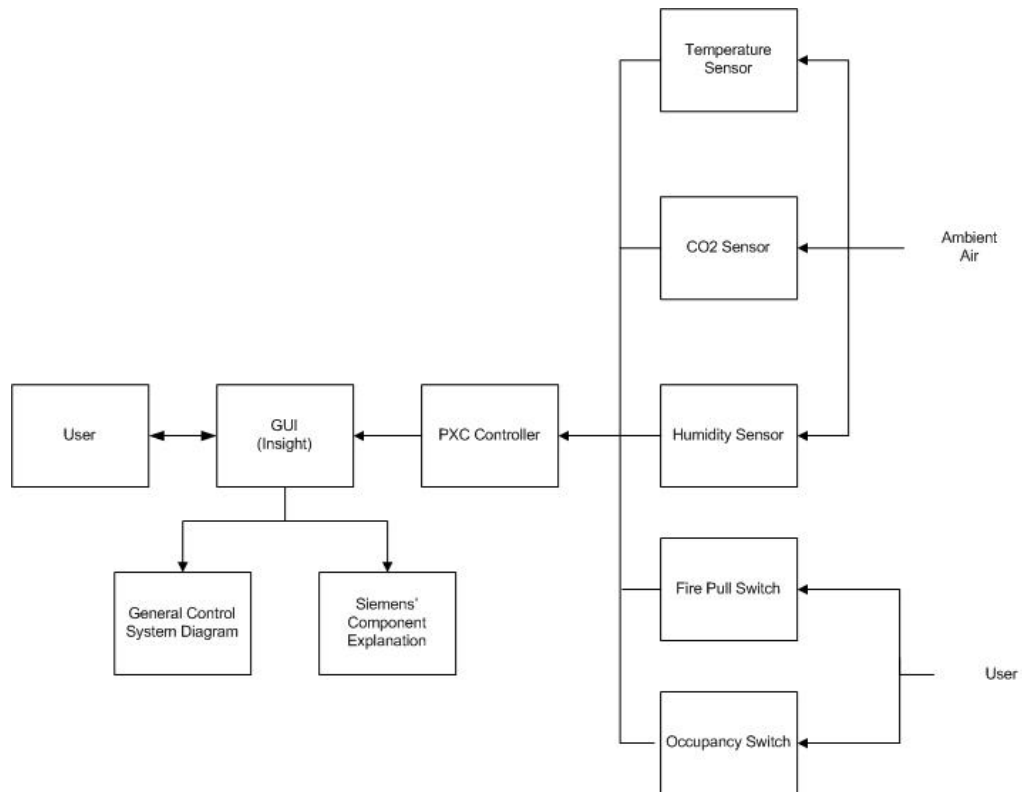 Temperature
Sensor
CO2 Sensor
Ambient
Air
User
GUI
(Insight)
PXC Controller
Humidity Sensor
General Control
System Diagram
Siemens'
Component
Explanation
Fire Pull Switch
User
Occupancy Switch